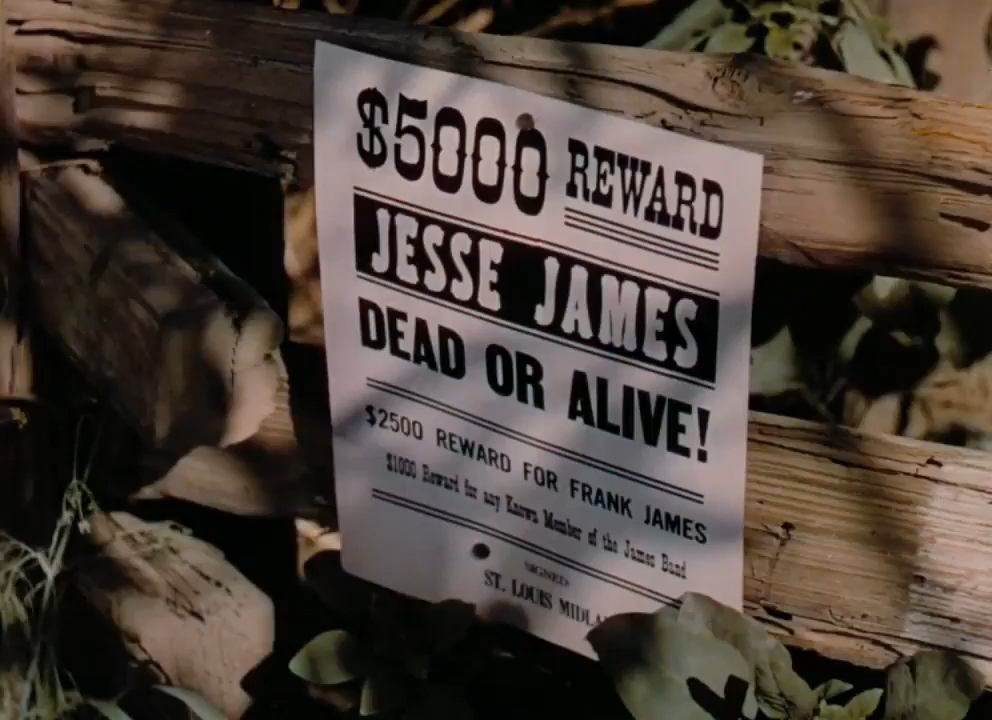 $5000 REWARD
JESSE JAMES
DEAD OR ALIVE!
$2500 REWARD FOR FRANK JAMES
$1000 Reward for any Known Member of the James Band
SIGNED
ST. LOUIS